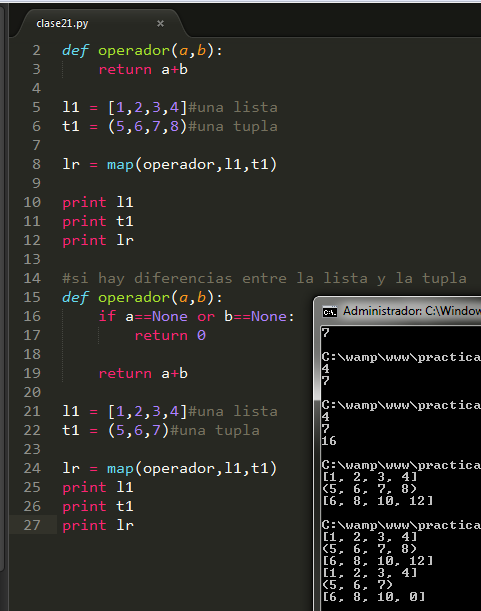 clase21.py ×
2 def operador(a,b):
3 return a+b
4
5 l1 = [1,2,3,4]#una lista
6 t1 = (5,6,7,8)#una tupla
7
8 lr = map(operador,l1,t1)
9
10 print l1
11 print t1
12 print lr
13
14 #si hay diferencias entre la lista y la tupla
15 def operador(a,b):
16 if a==None or b==None:
17 return 0
18
19 return a+b
20
21 l1 = [1,2,3,4]#una lista
22 t1 = (5,6,7)#una tupla
23
24 lr = map(operador,l1,t1)
25 print l1
26 print t1
27 print lr
C:\. Administrador: C:\Window
7
C:\wamp\www\practica
4
7
C:\wamp\www\practica
4
7
16
C:\wamp\www\practica
[1, 2, 3, 4]
(5, 6, 7, 8)
[6, 8, 10, 12]
C:\wamp\www\practica
[1, 2, 3, 4]
(5, 6, 7, 8)
[6, 8, 10, 12]
[1, 2, 3, 4]
(5, 6, 7)
[6, 8, 10, 0]